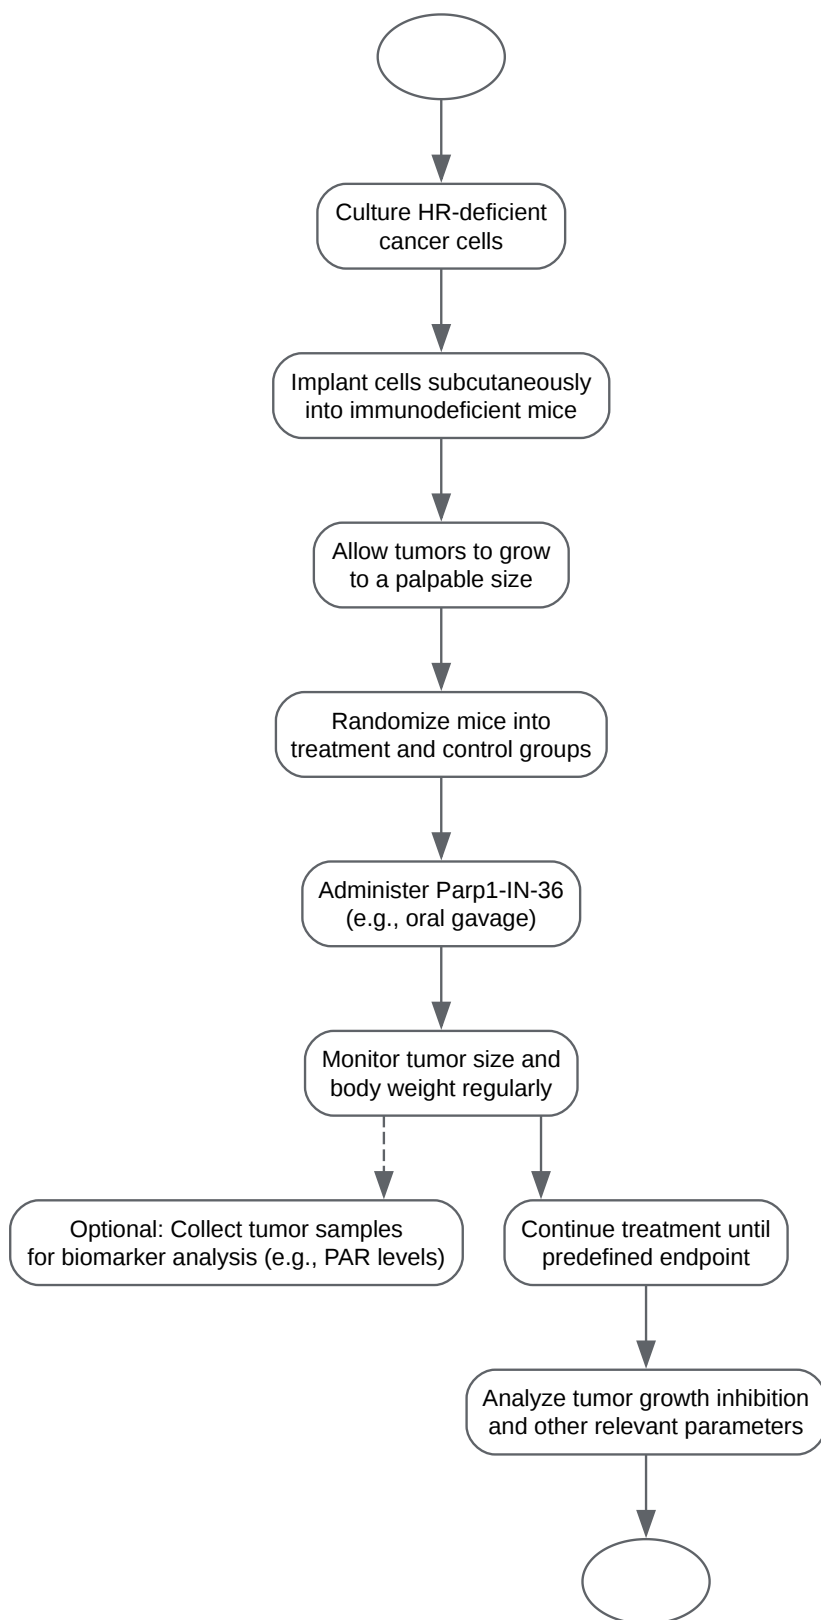 Culture HR-deficient
cancer cells
Implant cells subcutaneously
into immunodeficient mice
Allow tumors to grow
to a palpable size
Randomize mice into
treatment and control groups
Administer Parp1-IN-36
(e.g., oral gavage)
Monitor tumor size and
body weight regularly
Optional: Collect tumor samples
for biomarker analysis (e.g., PAR levels)
Continue treatment until
predefined endpoint
Analyze tumor growth inhibition
and other relevant parameters